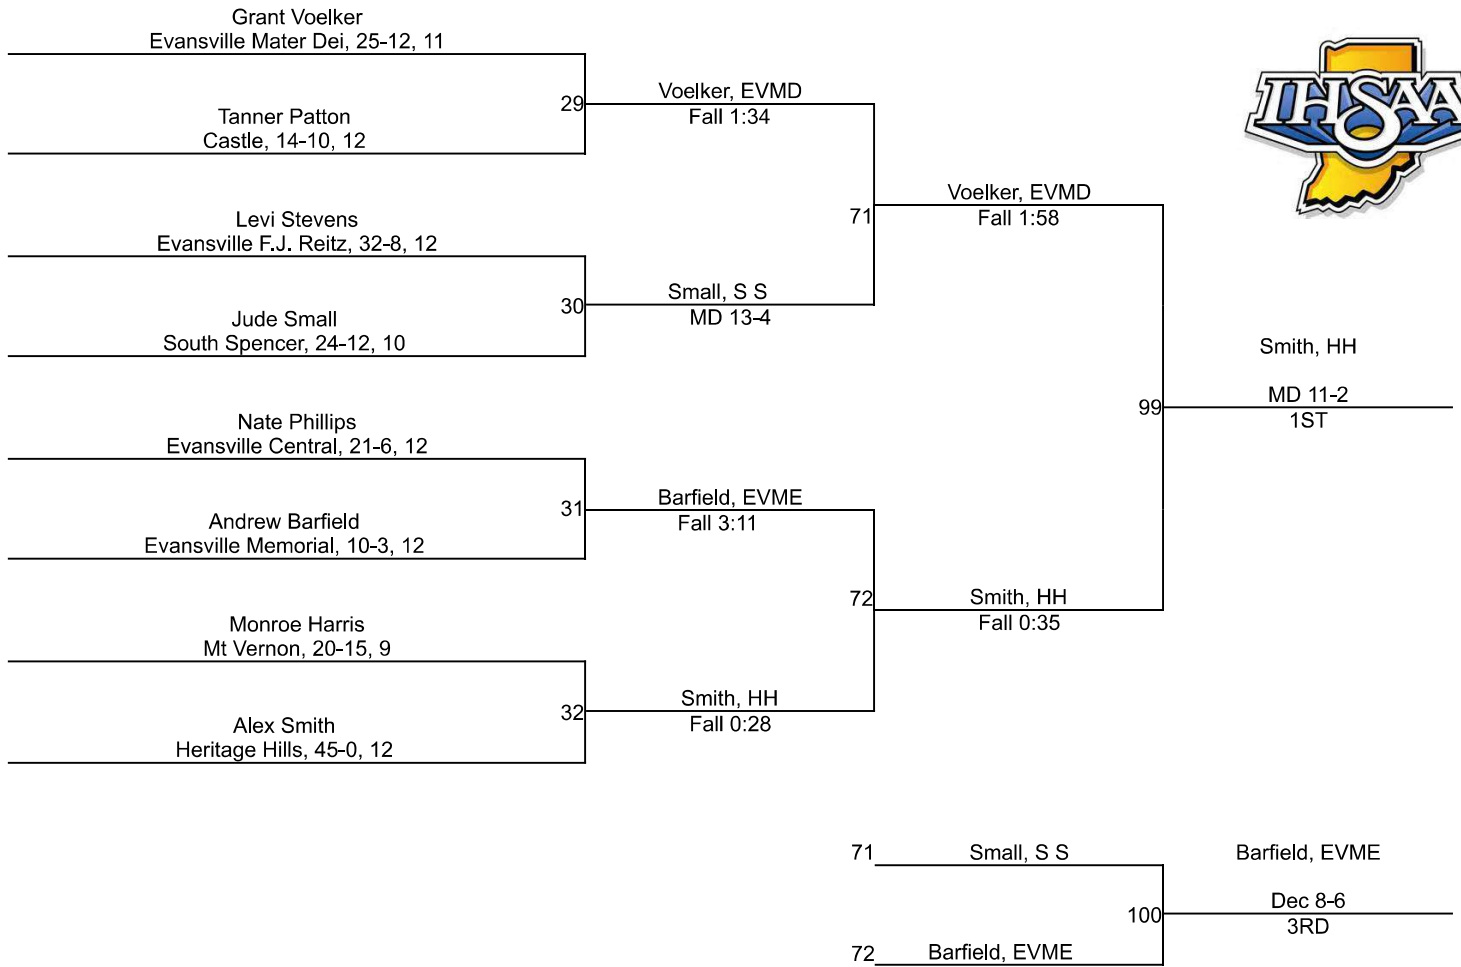 Grant Voelker
Evansville Mater Dei, 25-12, 11
29
Voelker, EVMD
Fall 1:34
Tanner Patton
Castle, 14-10, 12
IHSAA
71
Voelker, EVMD
Fall 1:58
Levi Stevens
Evansville F.J. Reitz, 32-8, 12
30
Small, S S
MD 13-4
Jude Small
South Spencer, 24-12, 10
99
Smith, HH
MD 11-2
1ST
Nate Phillips
Evansville Central, 21-6, 12
31
Barfield, EVME
Fall 3:11
Andrew Barfield
Evansville Memorial, 10-3, 12
72
Smith, HH
Fall 0:35
Monroe Harris
Mt Vernon, 20-15, 9
32
Smith, HH
Fall 0:28
Alex Smith
Heritage Hills, 45-0, 12
71
Small, S S
Barfield, EVME
100
Dec 8-6
3RD
72
Barfield, EVME